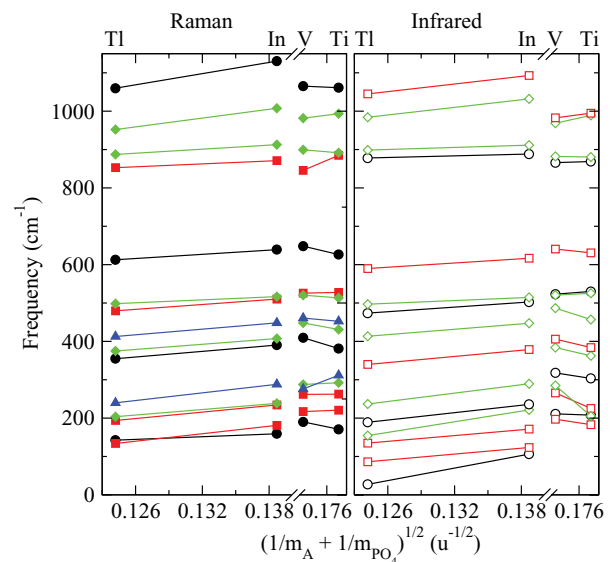 Raman Infrared
Tl In V Ti Tl In V Ti
1000
800
600
400
200
0
Frequency (cm-1)
0.126 0.132 0.138 0.176 0.126 0.132 0.138 0.176
(1/mA + 1/mPO4)1/2 (u-1/2)